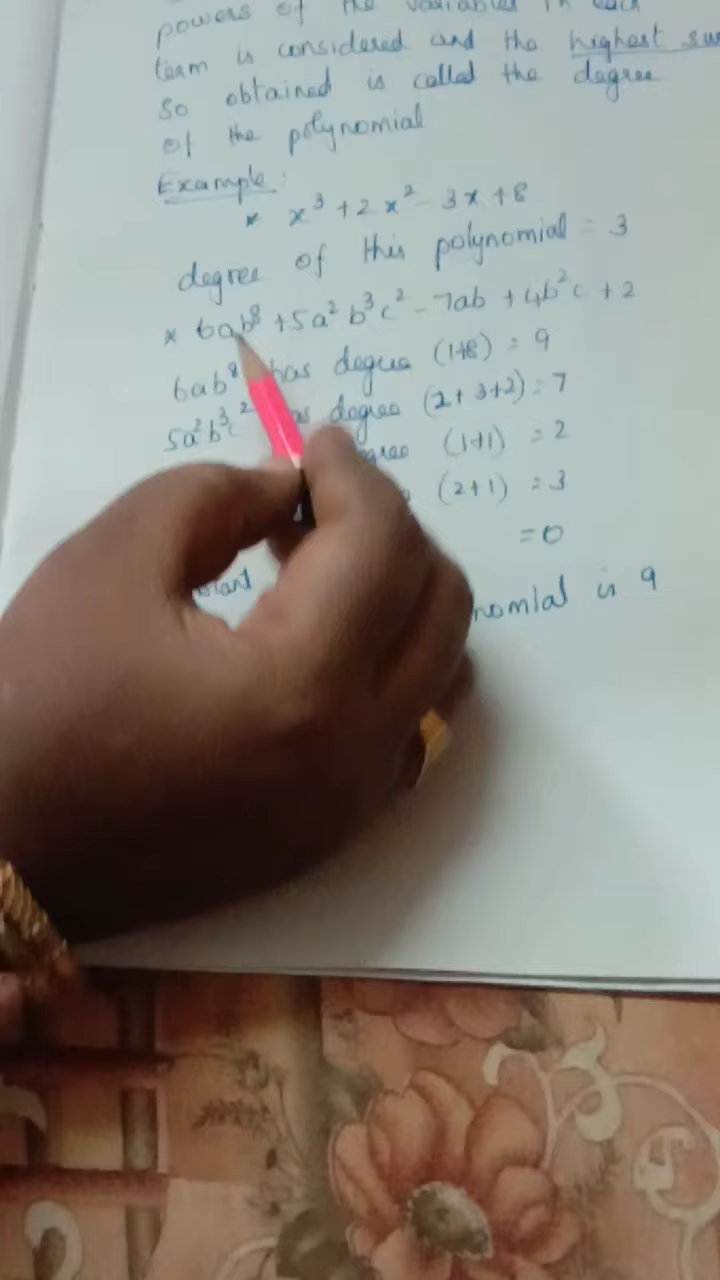 powers of the variables in each
term is considered and the highest sum
so obtained is called the degree
of the polynomial
Example:
* x³ + 2x² - 3x + 8
degree of this polynomial = 3
* 6ab⁸ + 5a²b³c² - 7ab + 4b²c + 2
6ab⁸ has degree (1+8) = 9
5a²b³c² has degree (2+3+2) = 7
(1+1) = 2
(2+1) = 3
= 0
is 9